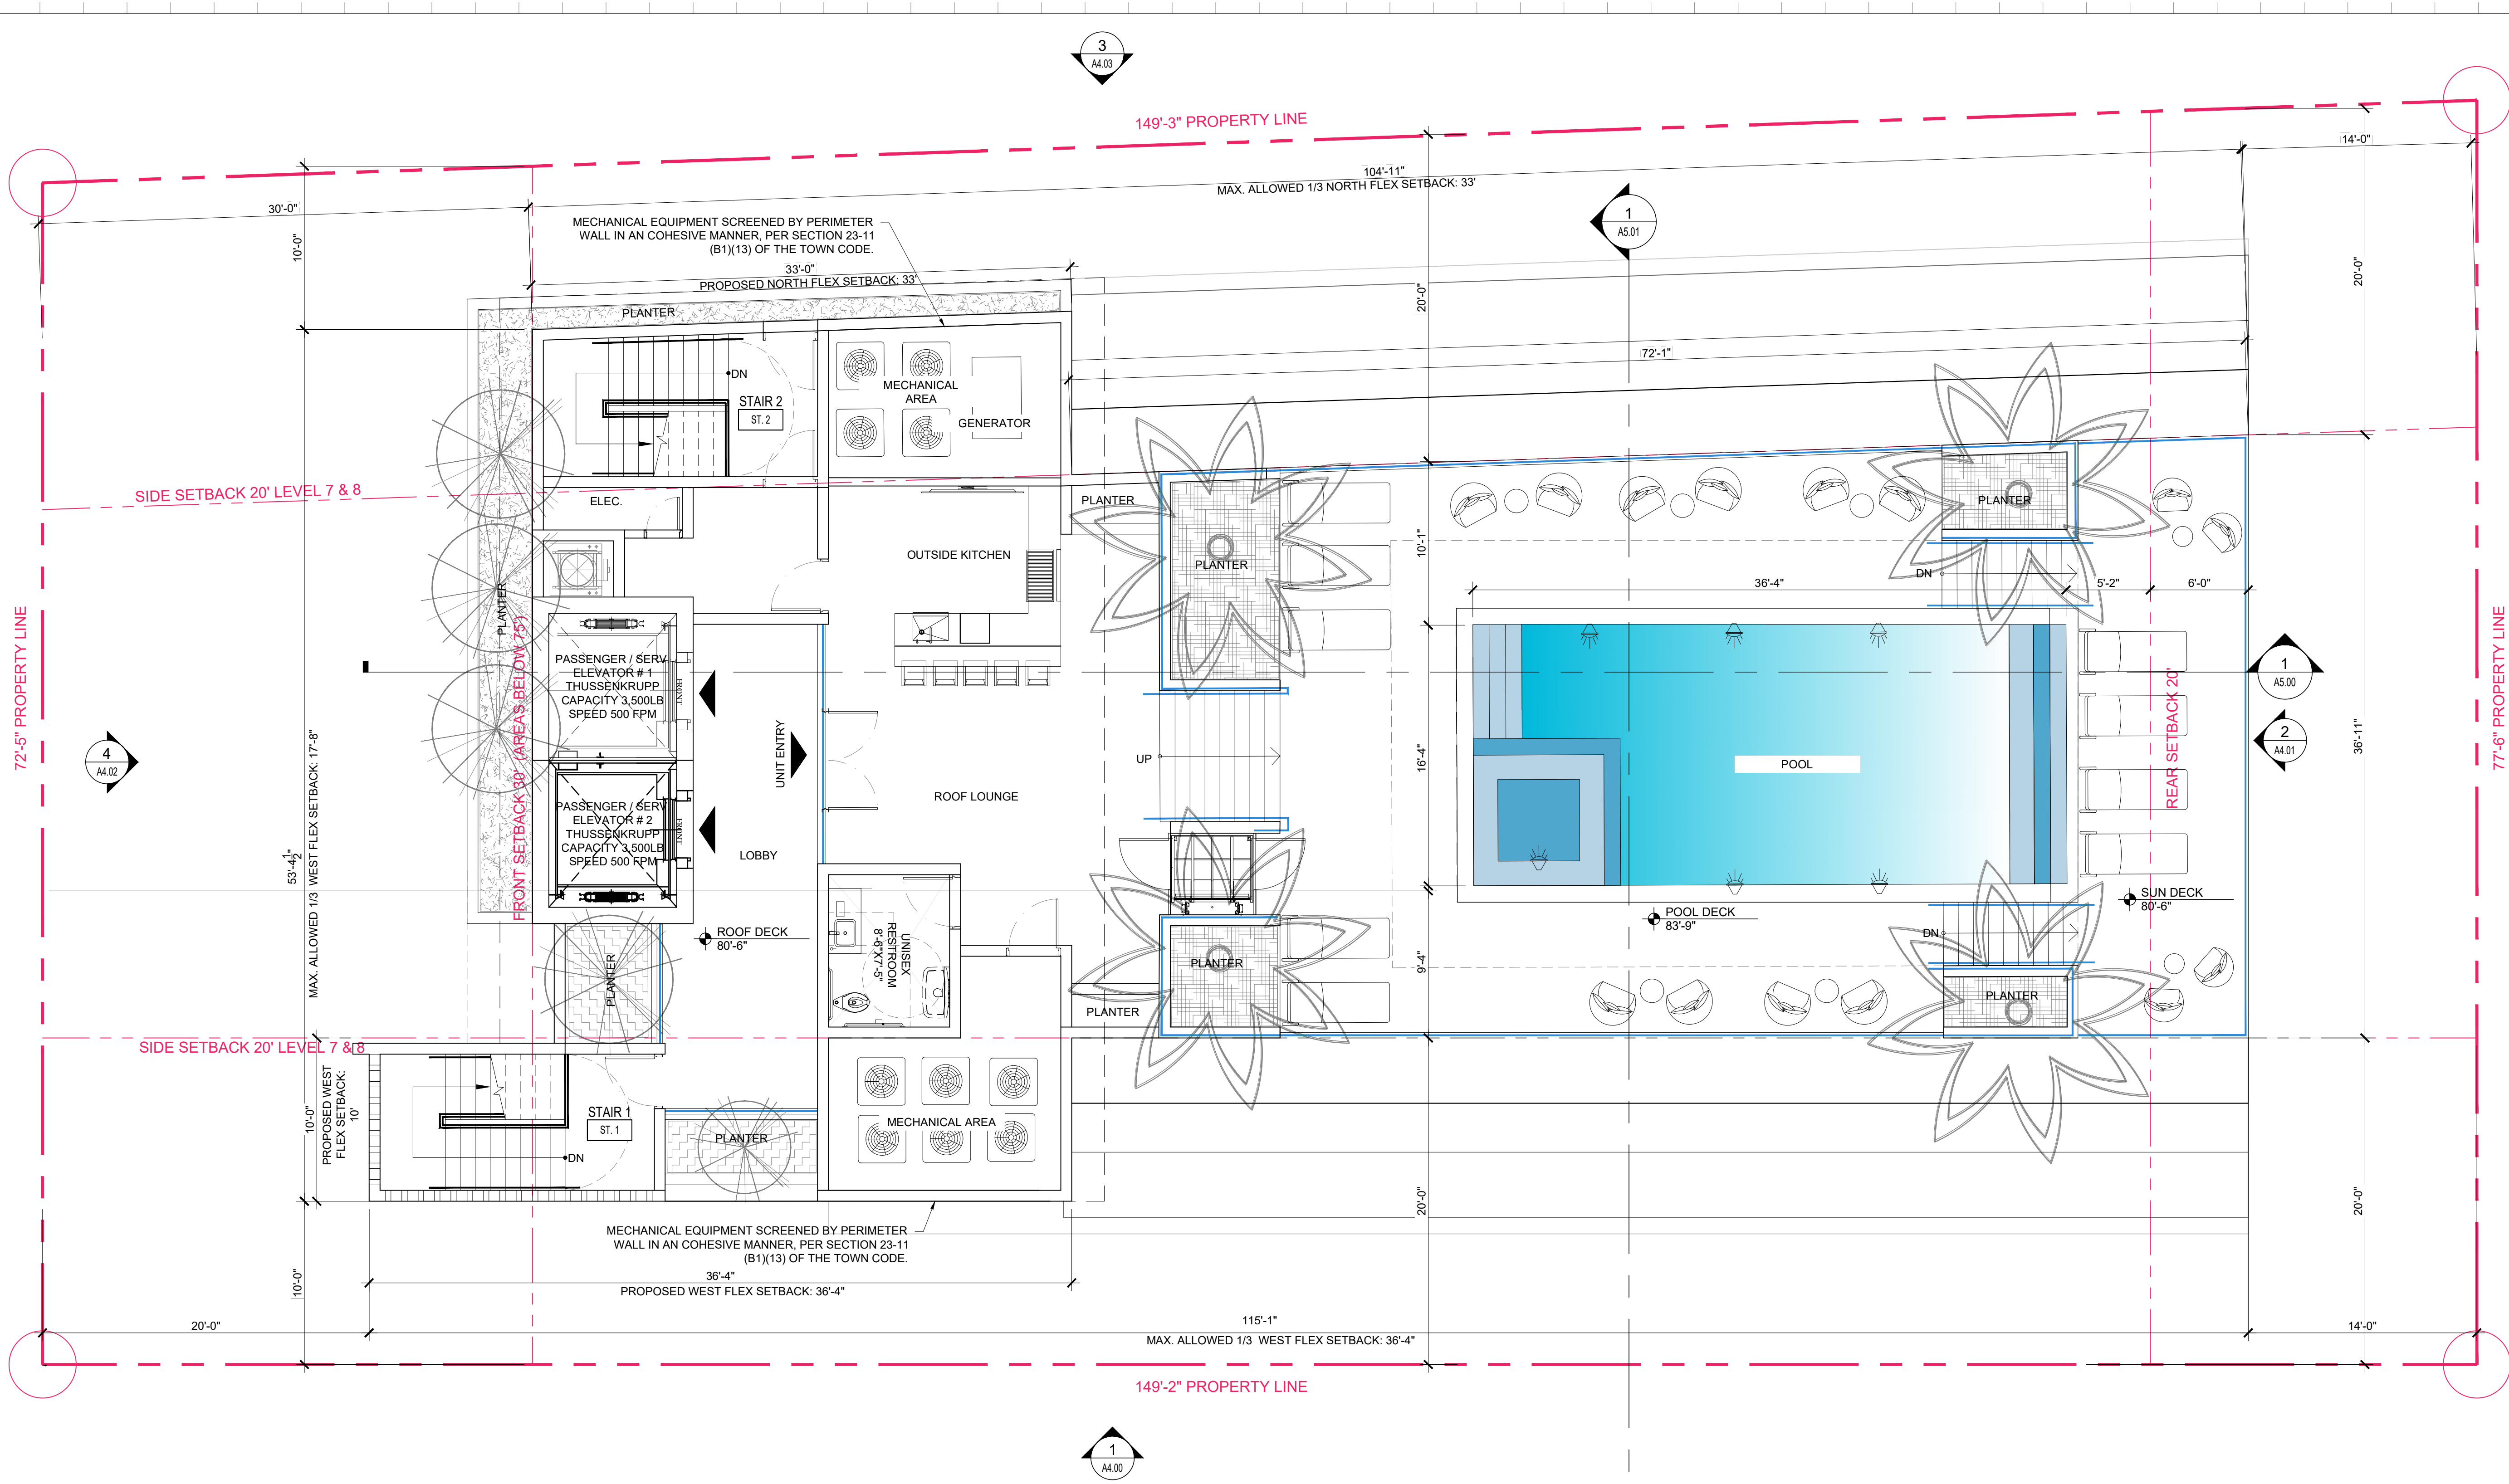 3
A4.03
149'-3" PROPERTY LINE
14'-0"
104'-11"
MAX. ALLOWED 1/3 NORTH FLEX SETBACK: 33'
30'-0"
10'-0"
MECHANICAL EQUIPMENT SCREENED BY PERIMETER
WALL IN AN COHESIVE MANNER, PER SECTION 23-11
(B1)(13) OF THE TOWN CODE.
1
A5.01
33'-0"
PROPOSED NORTH FLEX SETBACK: 33'
20'-0"
20'-0"
PLANTER
72'-1"
DN
STAIR 2
ST. 2
MECHANICAL
AREA
GENERATOR
SIDE SETBACK 20' LEVEL 7 & 8
ELEC.
PLANTER
PLANTER
OUTSIDE KITCHEN
PLANTER
10'-1"
DN
36'-4"
5'-2"
6'-0"
PLANTER
72'-5" PROPERTY LINE
77'-6" PROPERTY LINE
FRONT SETBACK 30' (AREAS BELOW 75')
PASSENGER / SERV
ELEVATOR # 1
THUSSENKRUPP
CAPACITY 3,500LB
SPEED 500 FPM
FRONT
1
A5.00
REAR SETBACK 20'
4
A4.02
MAX. ALLOWED 1/3 WEST FLEX SETBACK: 17'-8"
53'-4 1/2"
UNIT ENTRY
UP
16'-4"
POOL
2
A4.01
36'-11"
ROOF LOUNGE
PASSENGER / SERV
ELEVATOR # 2
THUSSENKRUPP
CAPACITY 3,500LB
SPEED 500 FPM
FRONT
LOBBY
ROOF DECK
80'-6"
UNISEX
RESTROOM
8'-6"X7'-5"
POOL DECK
83'-9"
SUN DECK
80'-6"
DN
PLANTER
PLANTER
9'-4"
PLANTER
PLANTER
SIDE SETBACK 20' LEVEL 7 & 8
10'-0"
PROPOSED WEST
FLEX SETBACK:
10'
STAIR 1
ST. 1
DN
PLANTER
MECHANICAL AREA
20'-0"
20'-0"
MECHANICAL EQUIPMENT SCREENED BY PERIMETER
WALL IN AN COHESIVE MANNER, PER SECTION 23-11
(B1)(13) OF THE TOWN CODE.
10'-0"
36'-4"
PROPOSED WEST FLEX SETBACK: 36'-4"
20'-0"
115'-1"
MAX. ALLOWED 1/3 WEST FLEX SETBACK: 36'-4"
14'-0"
149'-2" PROPERTY LINE
1
A4.00